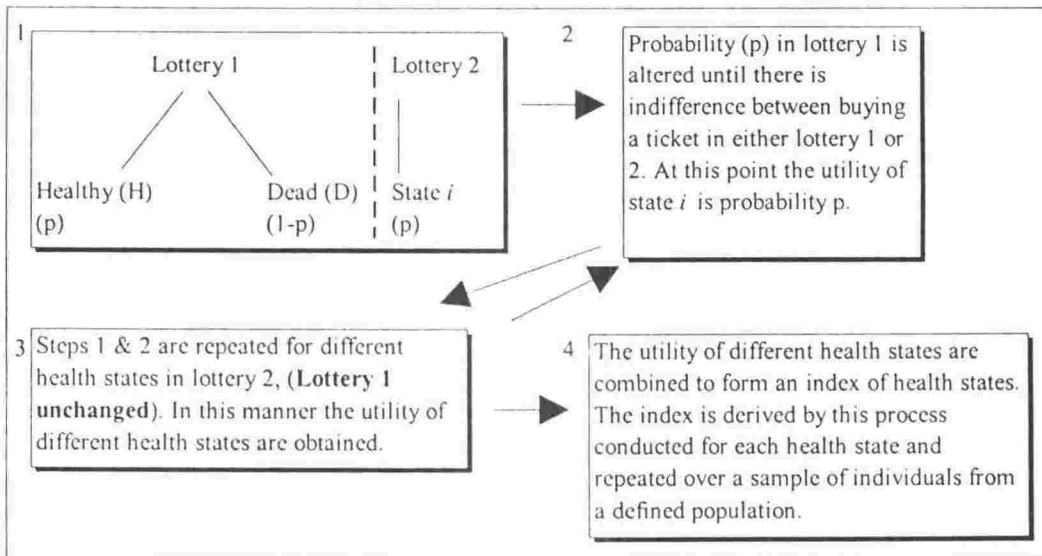 1
Lottery 1 Lottery 2
Healthy (H) Dead (D) State i
(p) (1-p) (p)
2
Probability (p) in lottery 1 is
altered until there is
indifference between buying
a ticket in either lottery 1 or
2. At this point the utility of
state i is probability p.
3
Steps 1 & 2 are repeated for different
health states in lottery 2, (Lottery 1
unchanged). In this manner the utility of
different health states are obtained.
4
The utility of different health states are
combined to form an index of health states.
The index is derived by this process
conducted for each health state and
repeated over a sample of individuals from
a defined population.